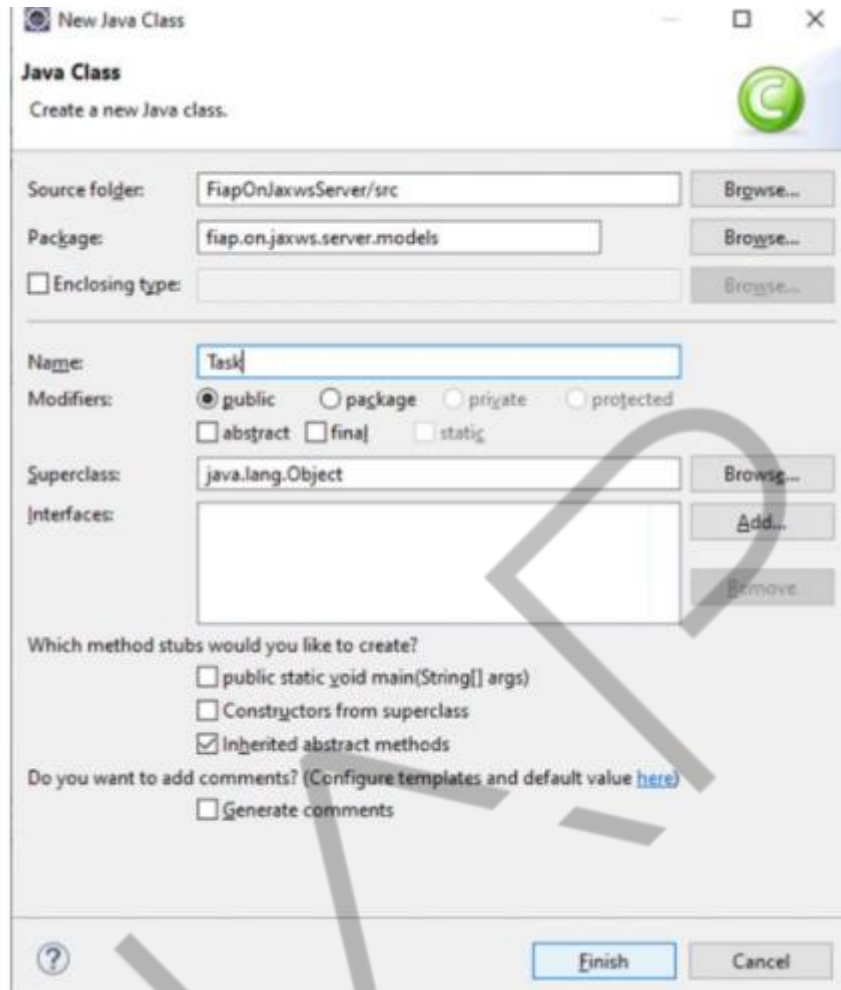 New Java Class
Java Class
Create a new Java class.
Source folder: FiapOnJaxwsServer/src Browse...
Package: fiap.on.jaxws.server.models Browse...
Enclosing type: Browse...
Name: Task
Modifiers: public package private protected
abstract final static
Superclass: java.lang.Object Browse...
Interfaces: Add...
Remove
Which method stubs would you like to create?
public static void main(String[] args)
Constructors from superclass
Inherited abstract methods
Do you want to add comments? (Configure templates and default value here)
Generate comments
Finish Cancel